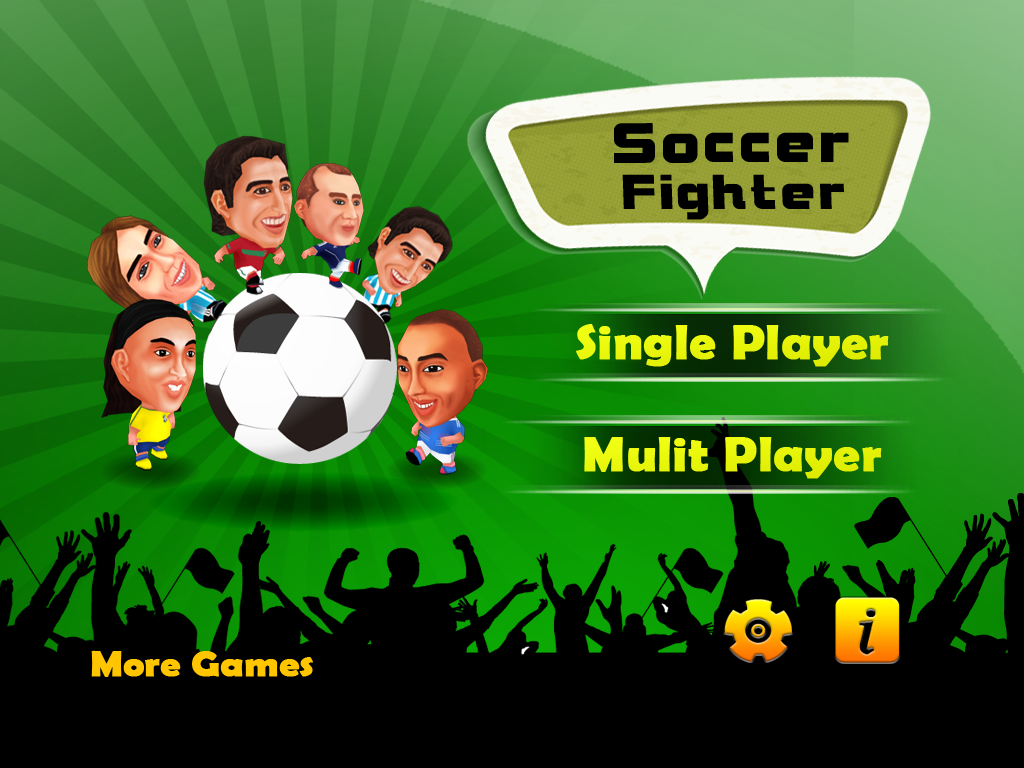 Soccer
Fighter
Single Player
Mulit Player
i
More Games